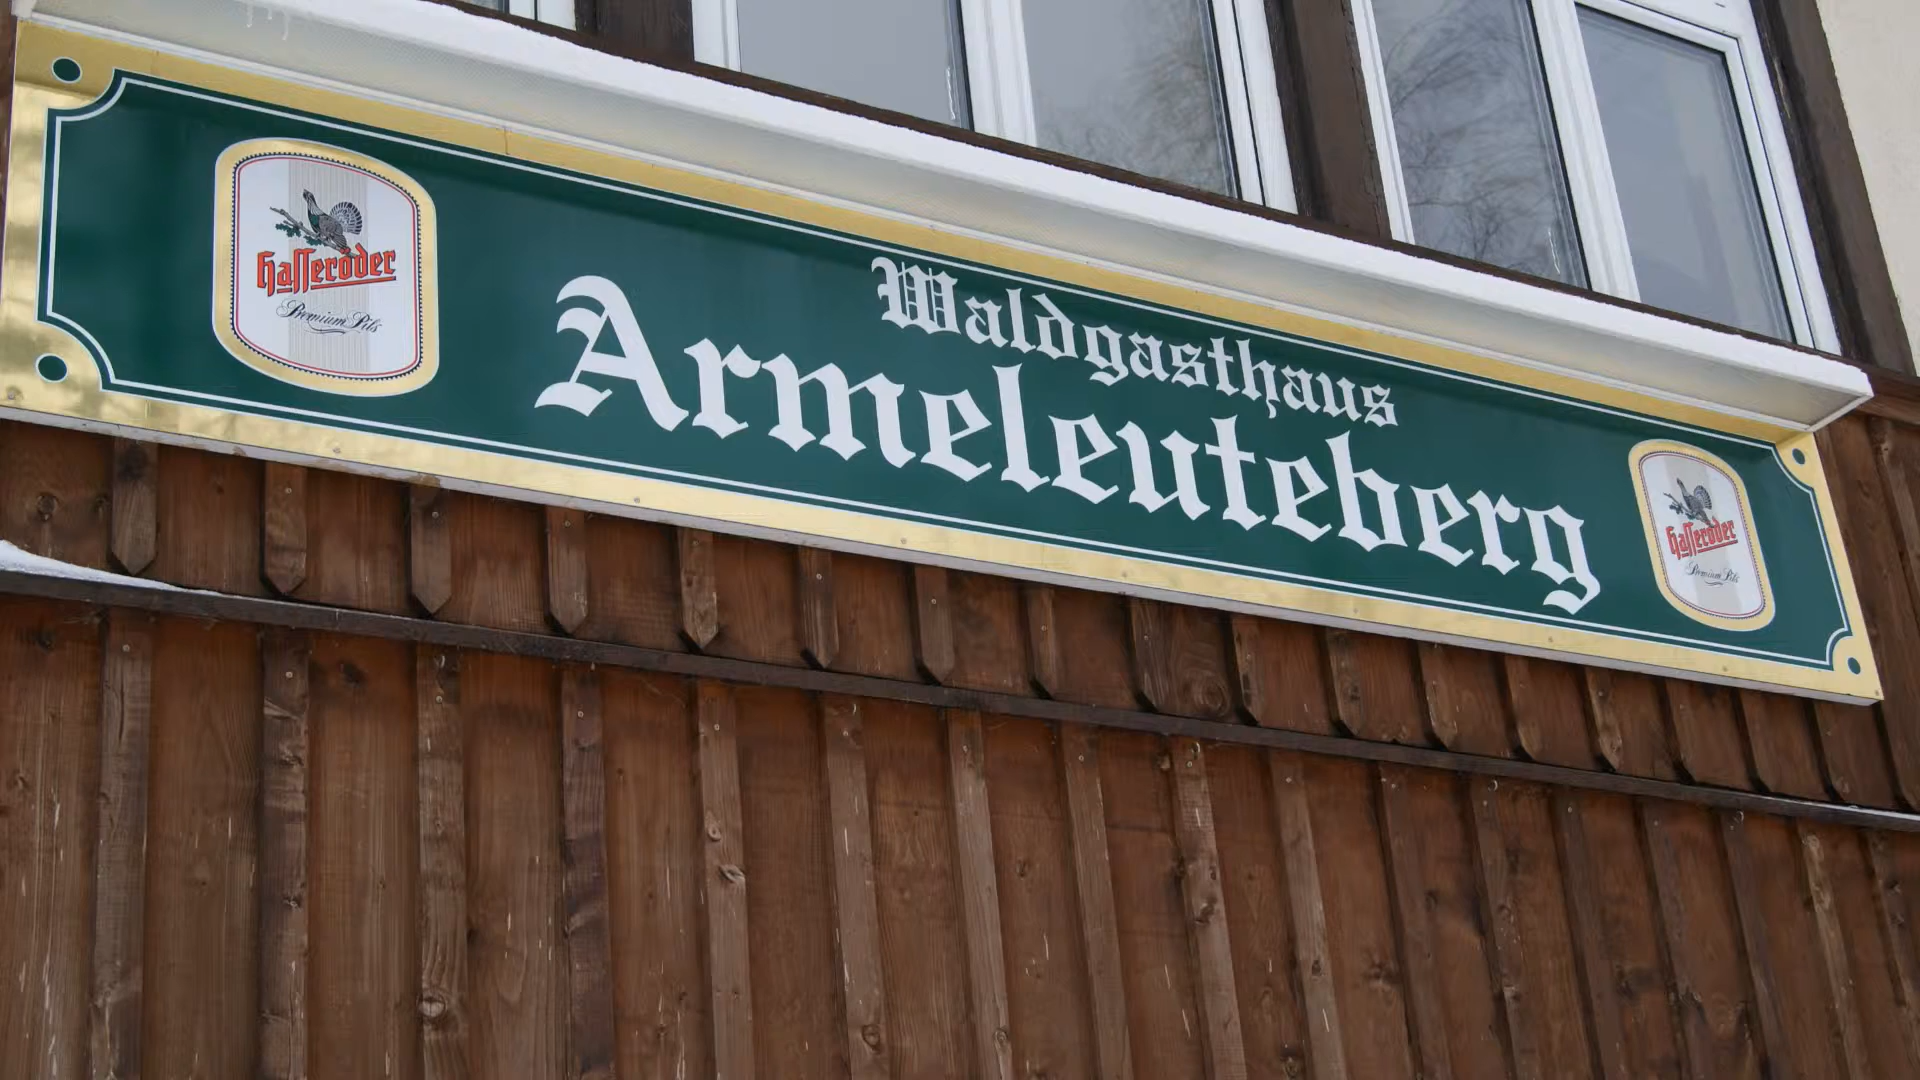 Hasseröder
Premium Pils
Waldgasthaus
Armeleuteberg
Hasseröder
Premium Pils